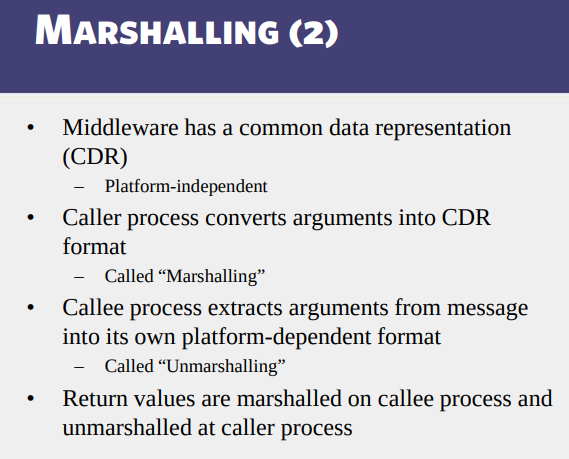 MARSHALLING (2)
• Middleware has a common data representation
(CDR)
– Platform-independent
• Caller process converts arguments into CDR
format
– Called “Marshalling”
• Callee process extracts arguments from message
into its own platform-dependent format
– Called “Unmarshalling”
• Return values are marshalled on callee process and
unmarshalled at caller process